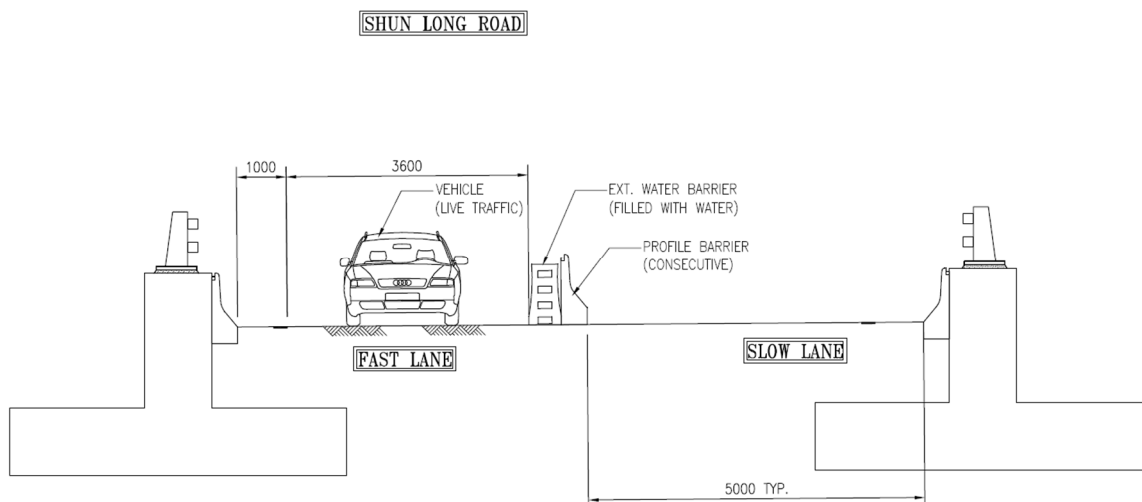 SHUN LONG ROAD
1000
3600
VEHICLE
(LIVE TRAFFIC)
EXT. WATER BARRIER
(FILLED WITH WATER)
PROFILE BARRIER
(CONSECUTIVE)
FAST LANE
SLOW LANE
5000 TYP.